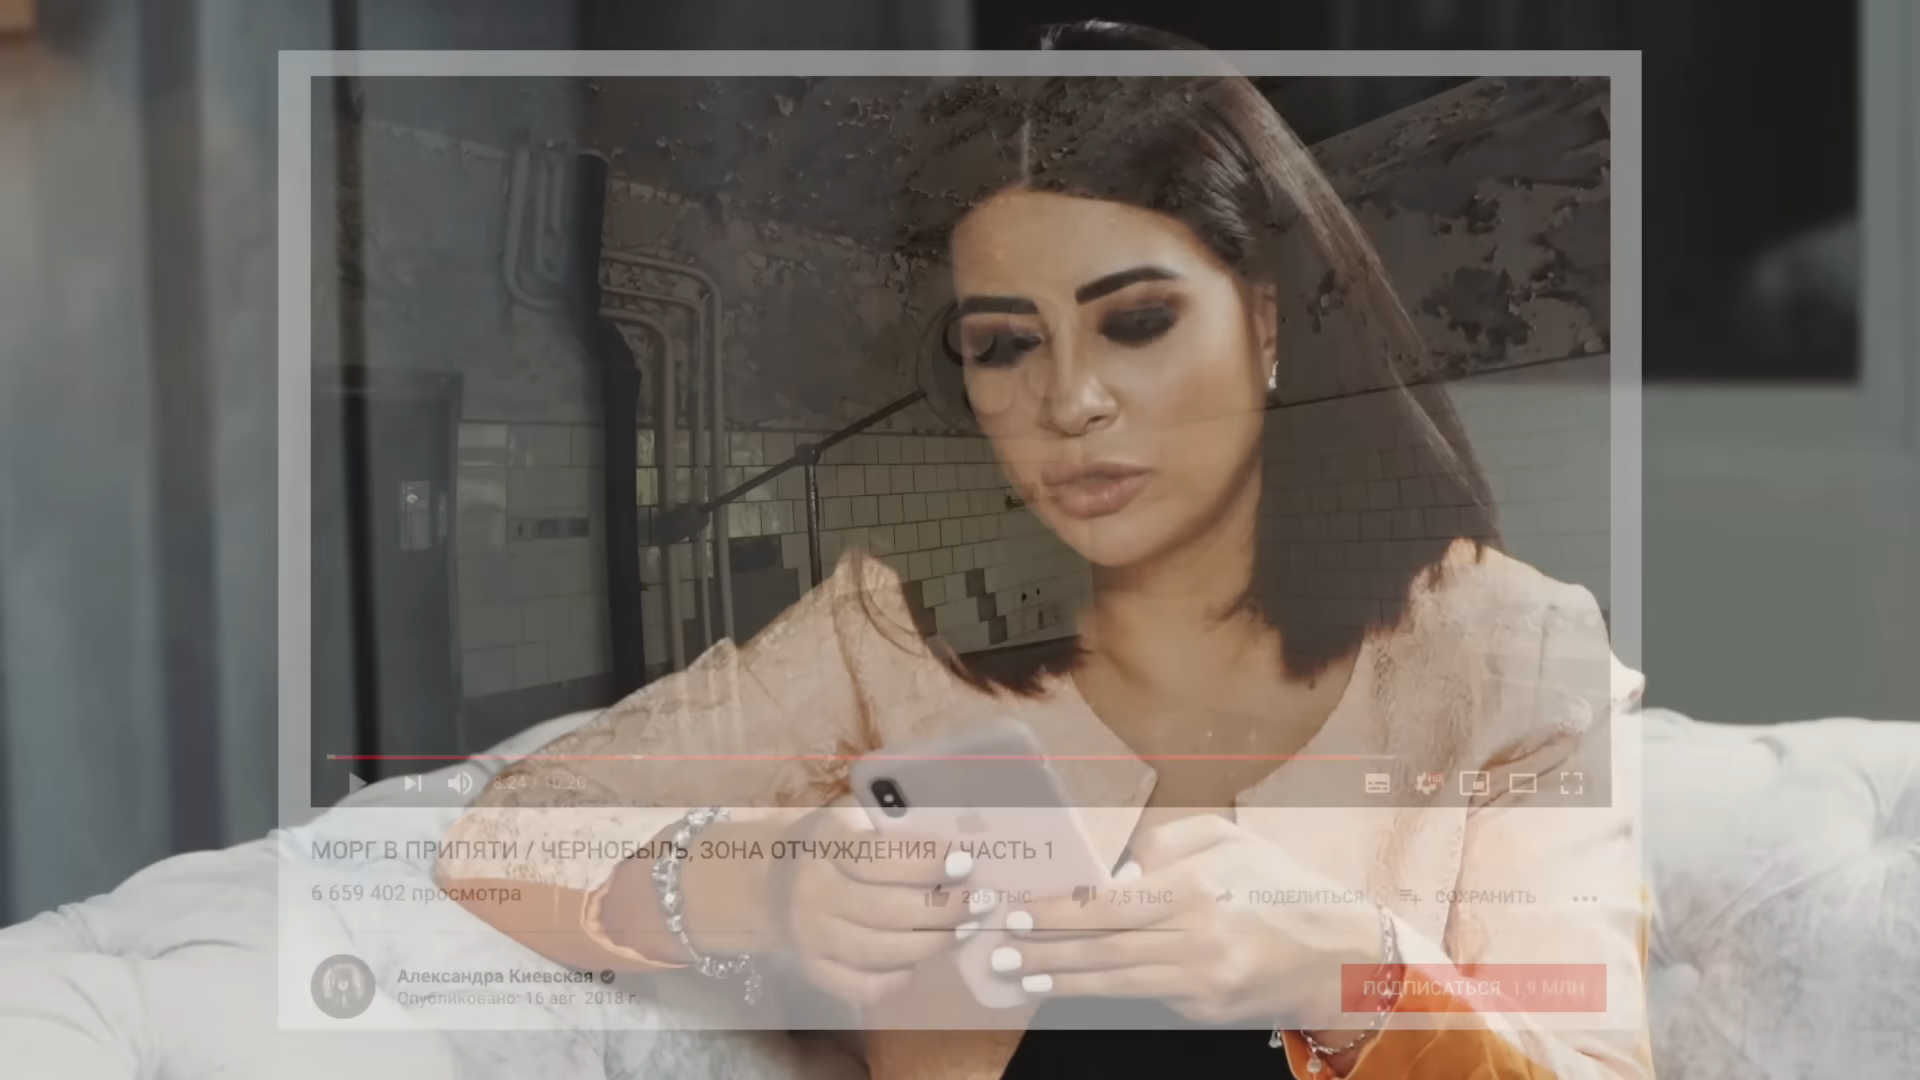 8:24 / 10:20
HD
МОРГ В ПРИПЯТИ / ЧЕРНОБЫЛЬ, ЗОНА ОТЧУЖДЕНИЯ / ЧАСТЬ 1
6 659 402 просмотра
205 ТЫС. 7,5 ТЫС. ПОДЕЛИТЬСЯ СОХРАНИТЬ
Александра Киевская
Опубликовано: 16 авг. 2018 г.
ПОДПИСАТЬСЯ 1,9 МЛН